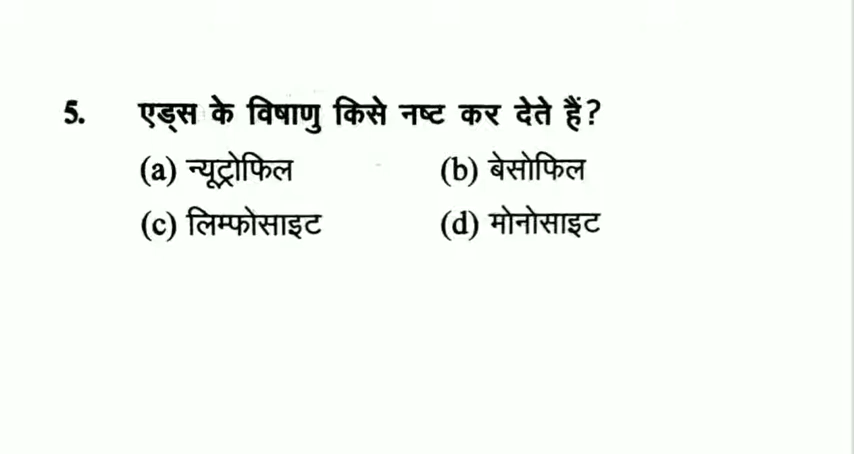 5. एड्स के विषाणु किसे नष्ट कर देते हैं?
(a) न्यूट्रोफिल (b) बेसोफिल
(c) लिम्फोसाइट (d) मोनोसाइट